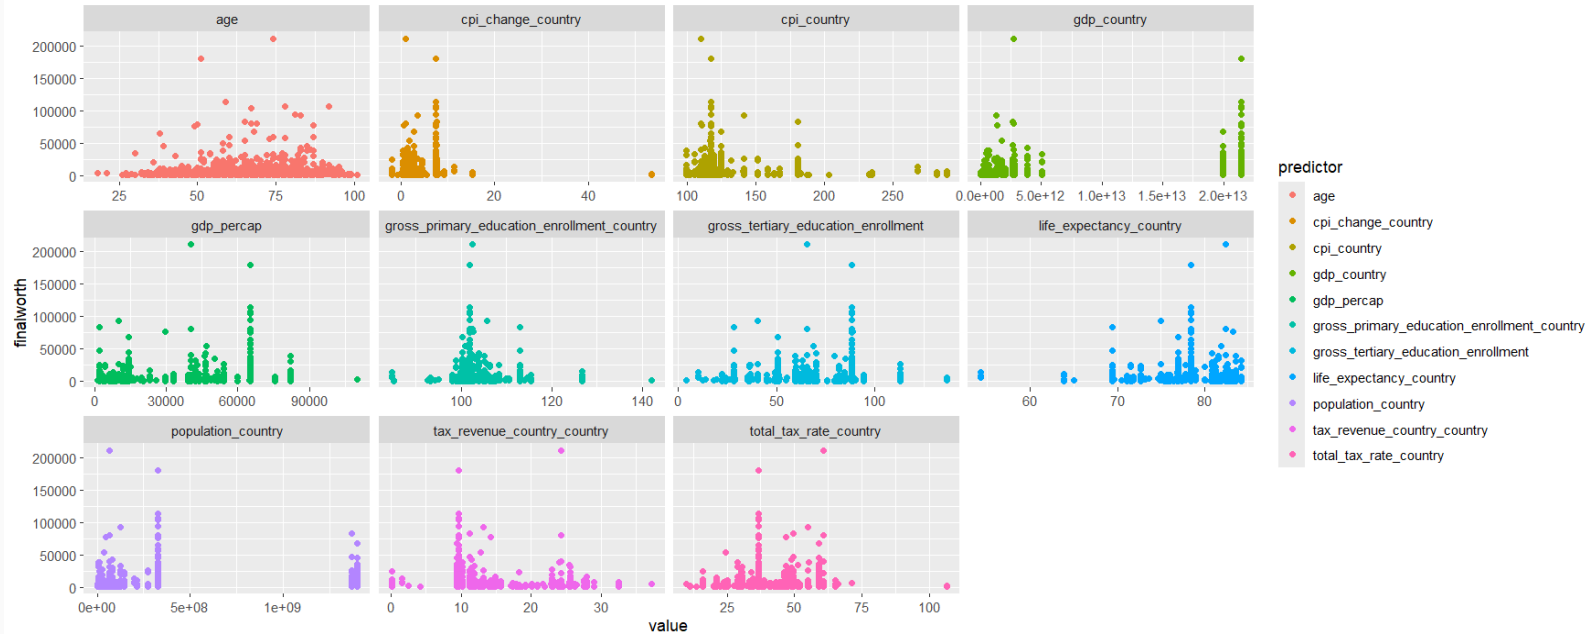 age cpi_change_country cpi_country gdp_country
200000
150000
100000
50000
0
25 50 75 100 0 20 40 100 150 200 250 0.0e+00 5.0e+12 1.0e+13 1.5e+13 2.0e+13
gdp_percap gross_primary_education_enrollment_country gross_tertiary_education_enrollment life_expectancy_country
200000
150000
100000
50000
0
0 30000 60000 90000 100 120 140 0 50 100 60 70 80
population_country tax_revenue_country_country total_tax_rate_country
200000
150000
100000
50000
0
0e+00 5e+08 1e+09 0 10 20 30 25 50 75 100
finalworth
value
predictor
age
cpi_change_country
cpi_country
gdp_country
gdp_percap
gross_primary_education_enrollment_country
gross_tertiary_education_enrollment
life_expectancy_country
population_country
tax_revenue_country_country
total_tax_rate_country